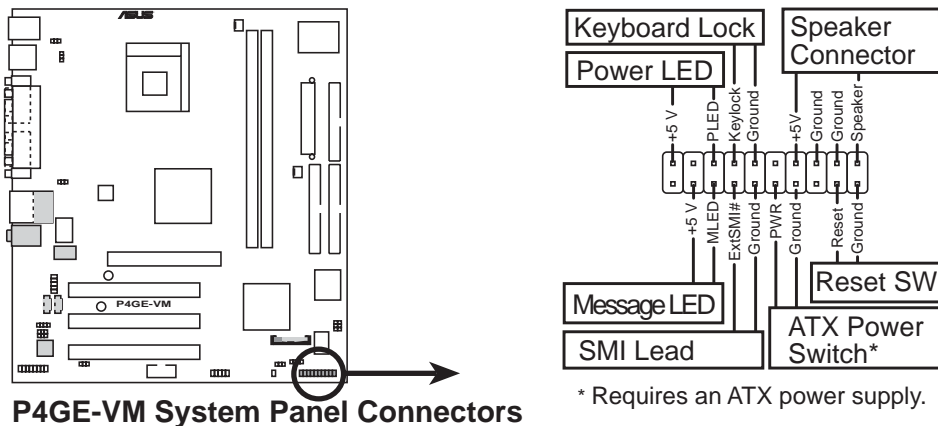 ASUS
P4GE-VM
P4GE-VM System Panel Connectors
Keyboard Lock
Power LED
Speaker
Connector
+5 V
PLED
Keylock
Ground
+5V
Ground
Ground
Speaker
+5 V
MLED
ExtSMI#
Ground
PWR
Ground
Reset
Ground
Message LED
SMI Lead
Reset SW
ATX Power
Switch*
* Requires an ATX power supply.